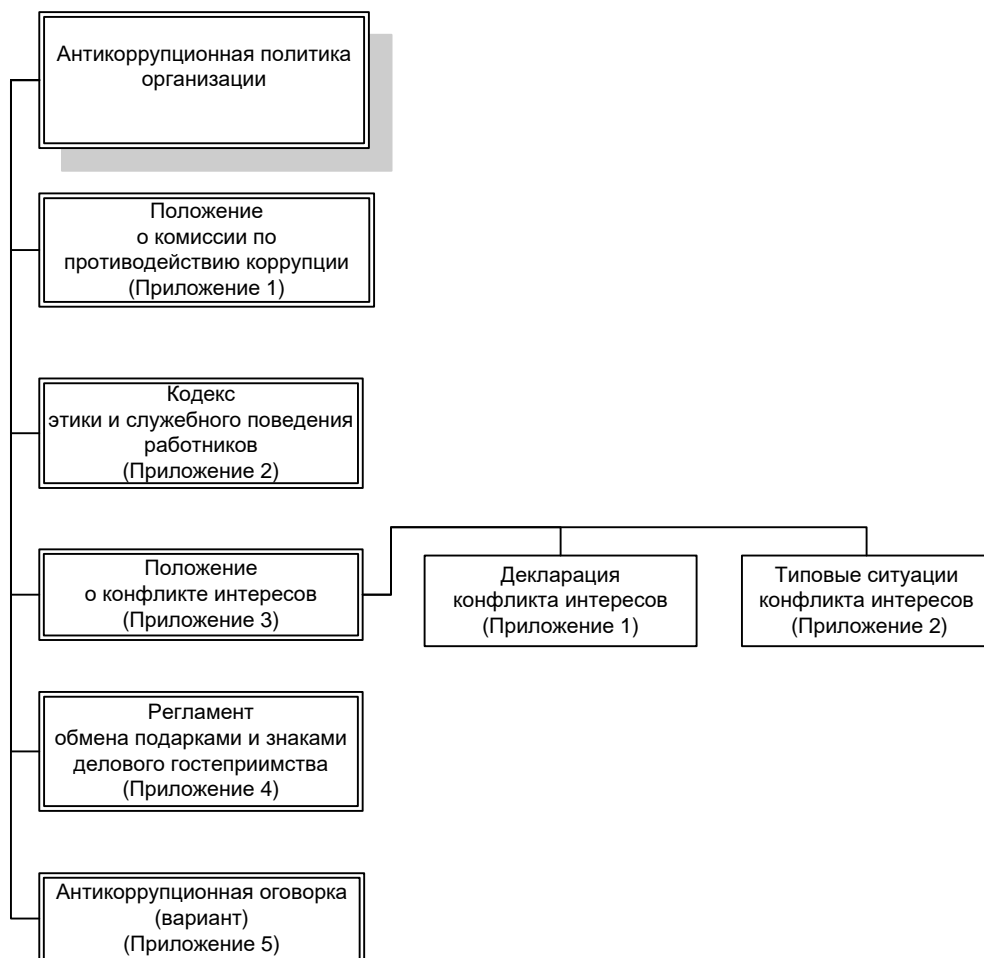 Антикоррупционная политика
организации
Положение
о комиссии по
противодействию коррупции
(Приложение 1)
Кодекс
этики и служебного поведения
работников
(Приложение 2)
Положение
о конфликте интересов
(Приложение 3)
Декларация
конфликта интересов
(Приложение 1)
Типовые ситуации
конфликта интересов
(Приложение 2)
Регламент
обмена подарками и знаками
делового гостеприимства
(Приложение 4)
Антикоррупционная оговорка
(вариант)
(Приложение 5)